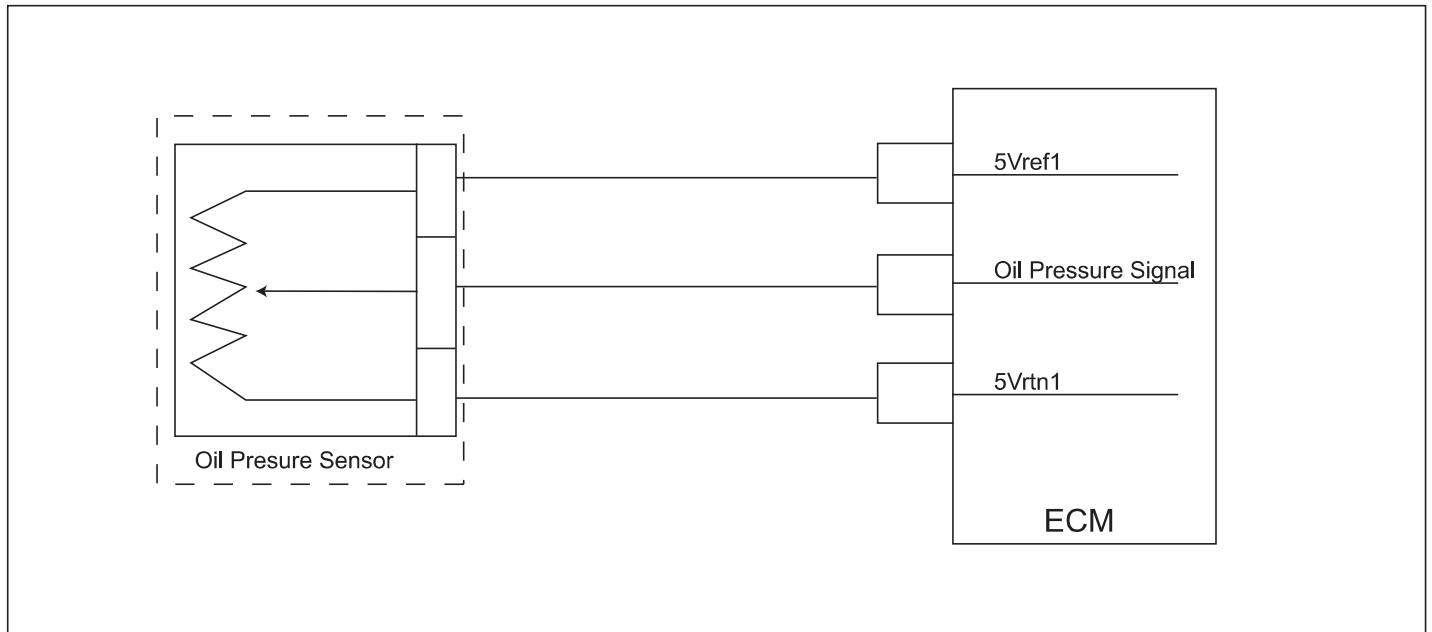 5Vref1
Oil Pressure Signal
5Vrtn1
Oil Presure Sensor
ECM